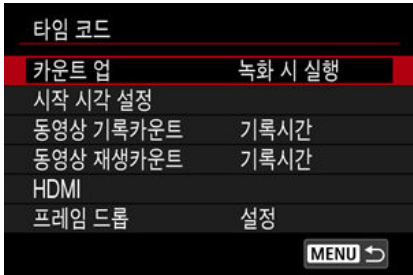 타임 코드
카운트 업 녹화 시 실행
시작 시각 설정
동영상 기록카운트 기록시간
동영상 재생카운트 기록시간
HDMI
프레임 드롭 설정
MENU